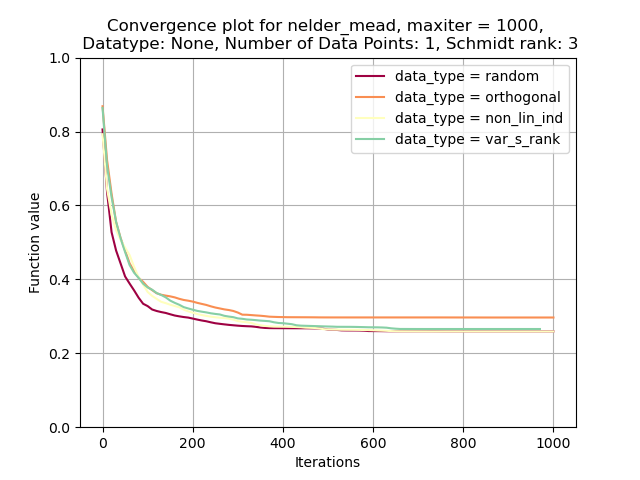 Convergence plot for nelder_mead, maxiter = 1000,
Datatype: None, Number of Data Points: 1, Schmidt rank: 3
data_type = random
data_type = orthogonal
data_type = non_lin_ind
data_type = var_s_rank
Function value
1.0
0.8
0.6
0.4
0.2
0.0
0 200 400 600 800 1000
Iterations